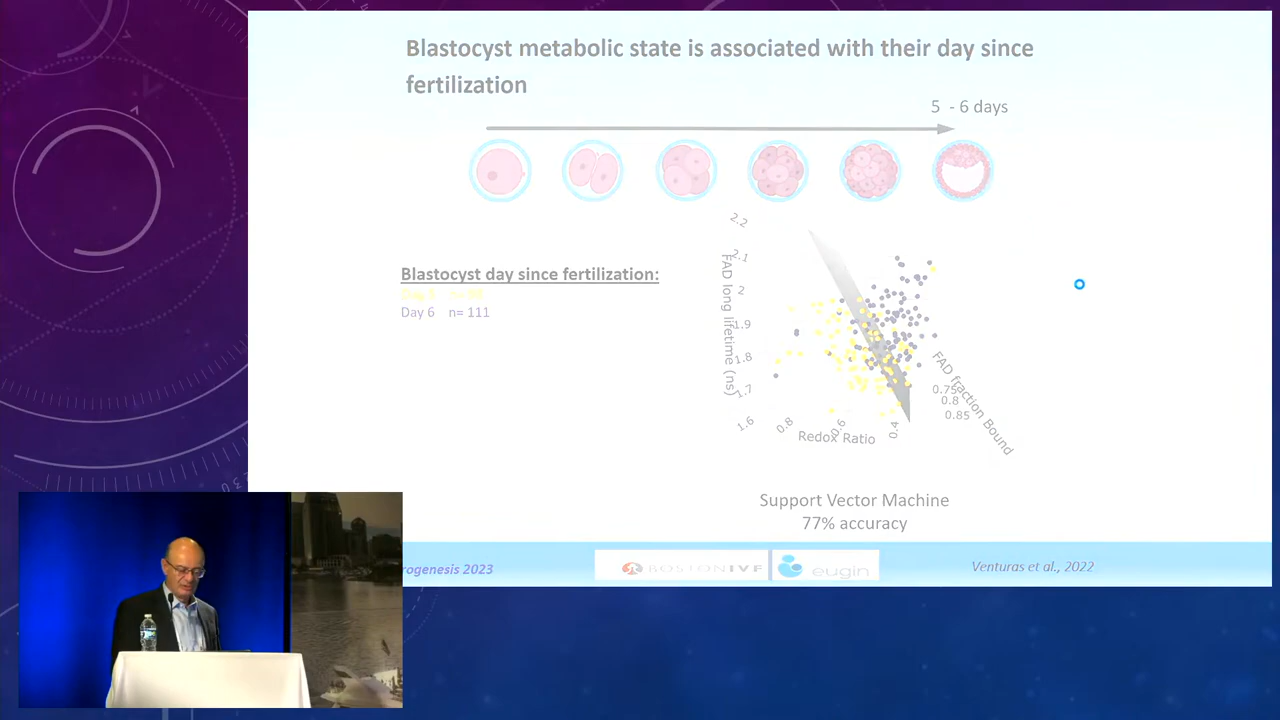 Blastocyst metabolic state is associated with their day since
fertilization
5 - 6 days
Blastocyst day since fertilization:
Day 5
Day 6 n= 111
FAD long lifetime (ns)
2.2
2.1
2
1.9
1.8
1.7
1.6
0.8
0.6
0.4
Redox Ratio
0.75
0.8
0.85
FAD fraction Bound
Support Vector Machine
77% accuracy
rogenesis 2023
BOSTON IVF
eugin
Venturas et al., 2022
230